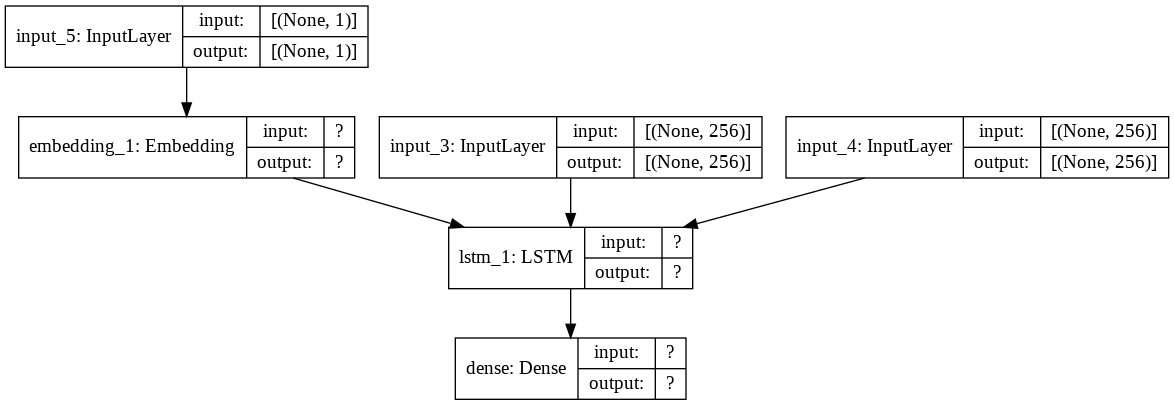 input_5: InputLayer
input: [(None, 1)]
output: [(None, 1)]
embedding_1: Embedding
input: ?
output: ?
input_3: InputLayer
input: [(None, 256)]
output: [(None, 256)]
input_4: InputLayer
input: [(None, 256)]
output: [(None, 256)]
lstm_1: LSTM
input: ?
output: ?
dense: Dense
input: ?
output: ?